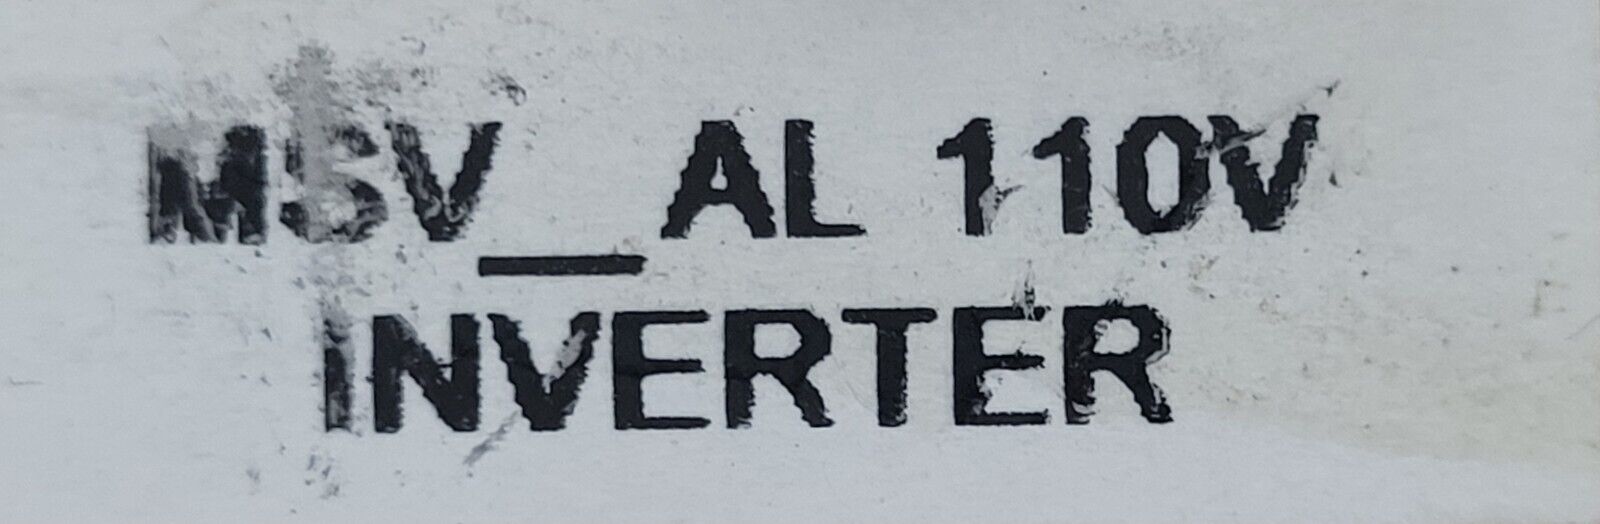 MSV_AL 110V
INVERTER